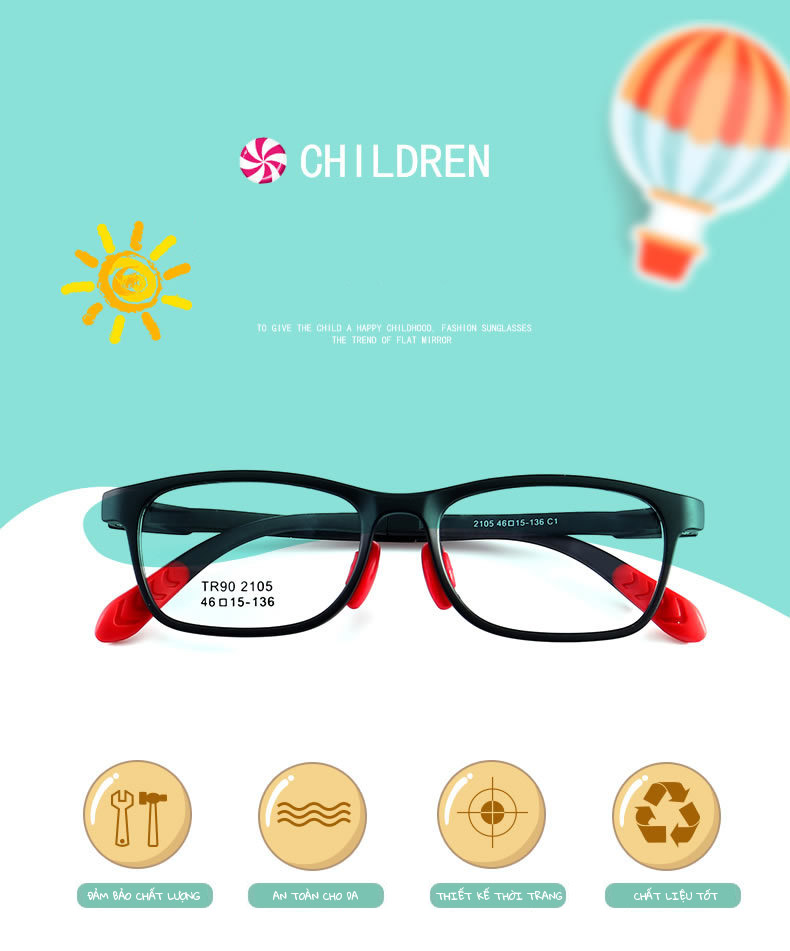 CHILDREN
TO GIVE THE CHILD A HAPPY CHILDHOOD. FASHION SUNGLASSES
THE TREND OF FLAT MIRROR
2105 46□15-136 C1
TR90 2105
46□15-136
ĐẢM BẢO CHẤT LƯỢNG
AN TOÀN CHO DA
THIẾT KẾ THỜI TRANG
CHẤT LIỆU TỐT